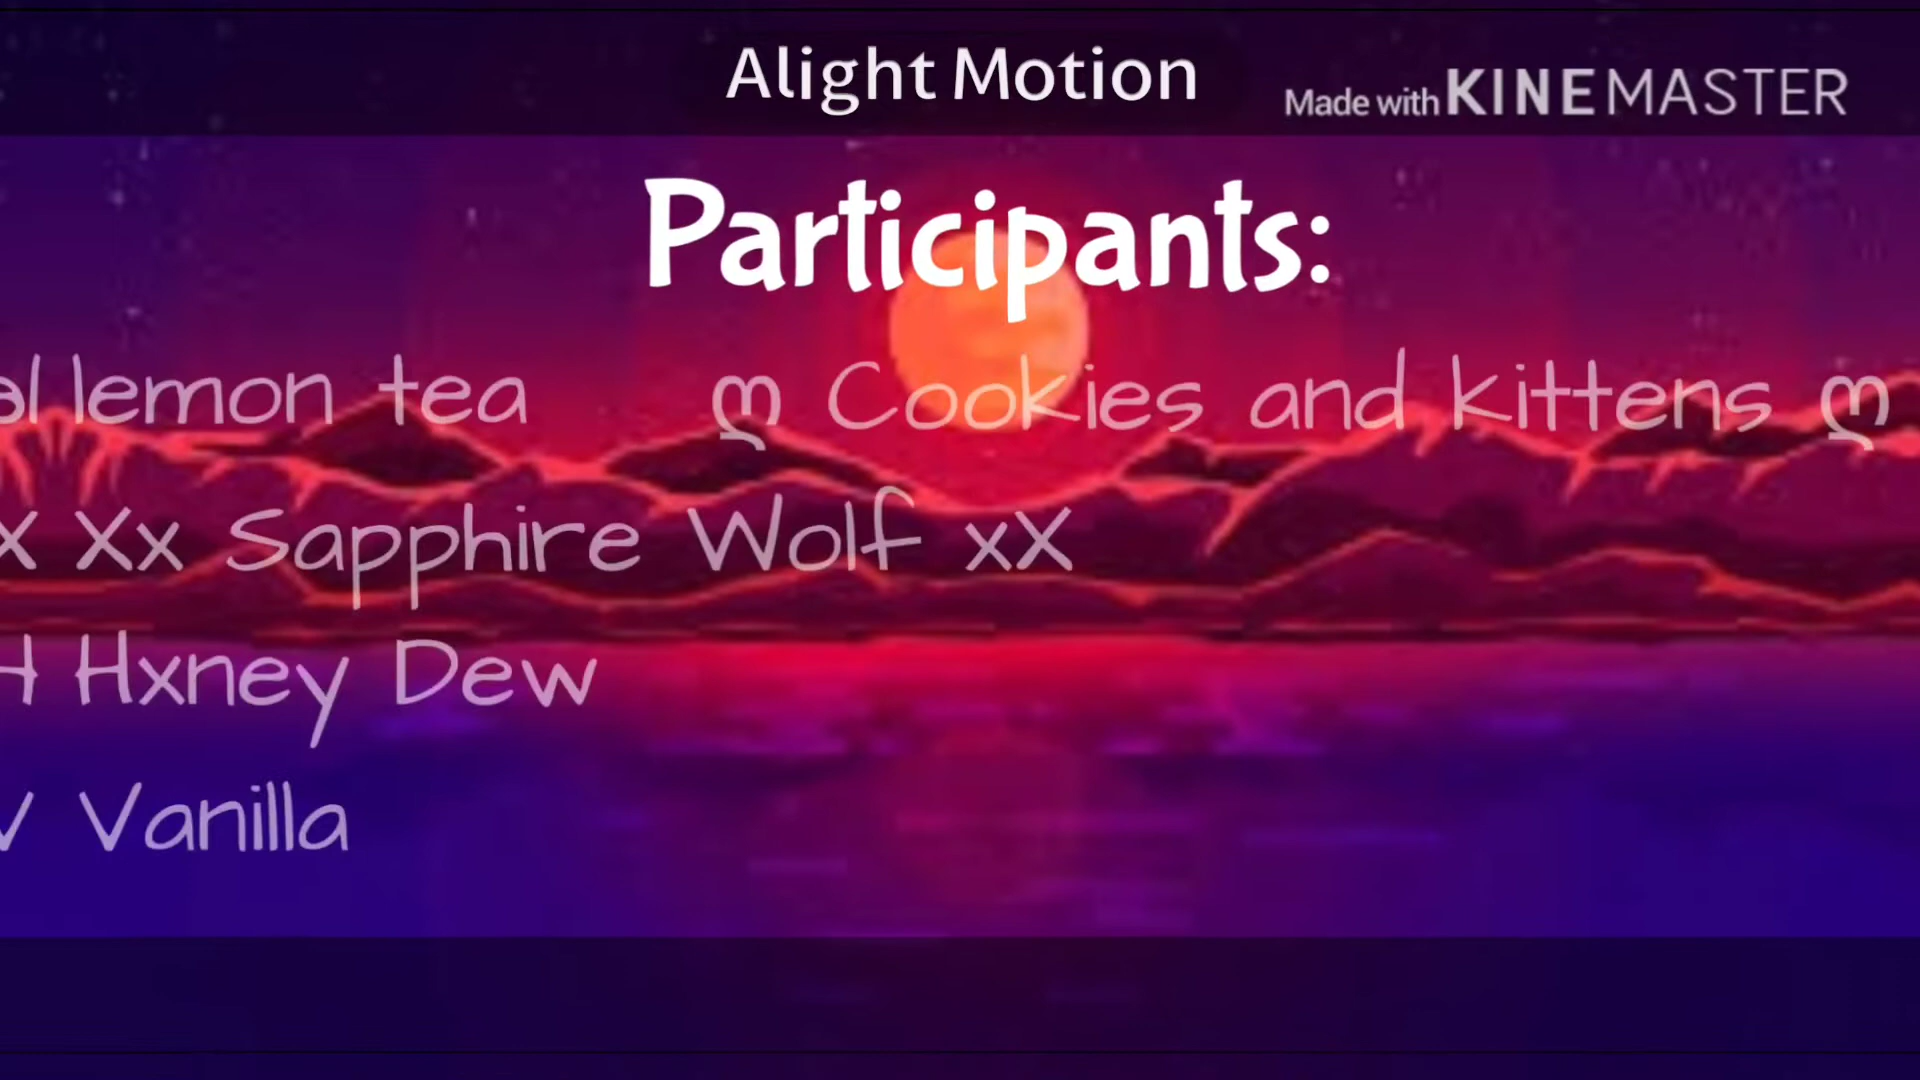 Alight Motion
Made with KINEMASTER
Participants:
lemon tea ღ Cookies and kittens ღ
Xx Sapphire Wolf xX
Hxney Dew
Vanilla